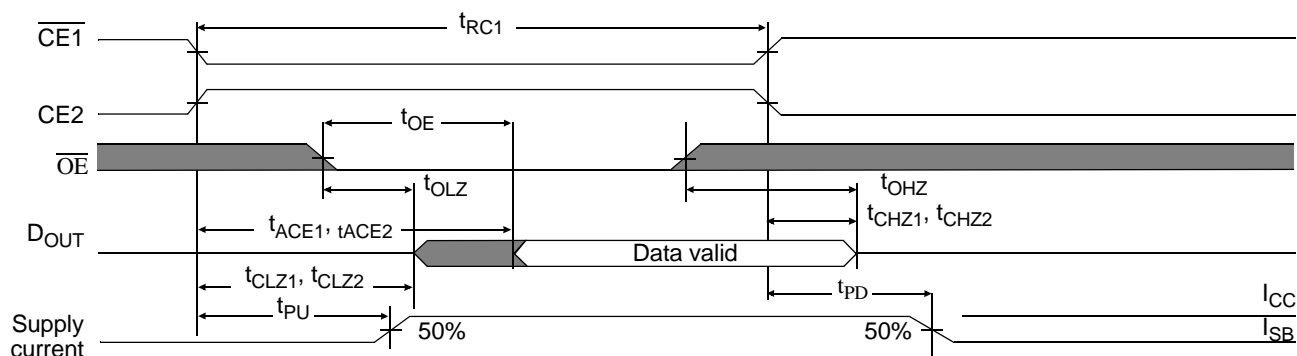 CE1
tRC1
CE2
tOE
OE
tOLZ
tOHZ
tACE1, tACE2
tCHZ1, tCHZ2
DOUT
Data valid
tCLZ1, tCLZ2
tPU
tPD
ICC
Supply
current
50%
50%
ISB